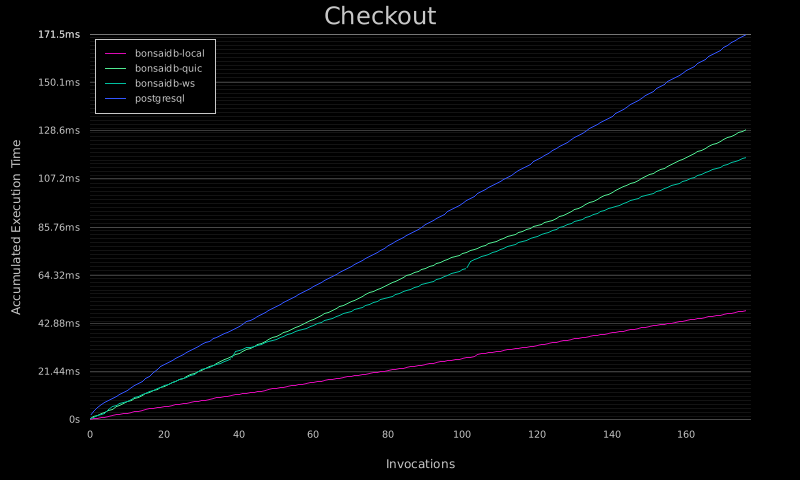 Checkout
171.5ms
150.1ms
128.6ms
107.2ms
85.76ms
64.32ms
42.88ms
21.44ms
0s
bonsaidb-local
bonsaidb-quic
bonsaidb-ws
postgresql
Accumulated Execution Time
0 20 40 60 80 100 120 140 160
Invocations